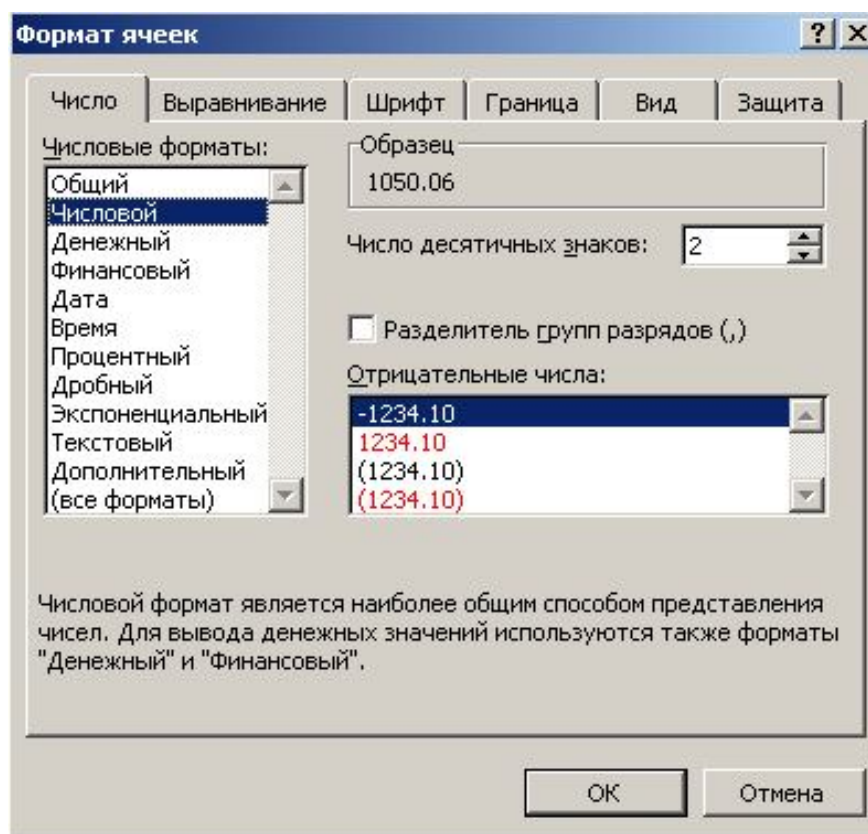 Формат ячеек
Число Выравнивание Шрифт Граница Вид Защита
Числовые форматы:
Общий
Числовой
Денежный
Финансовый
Дата
Время
Процентный
Дробный
Экспоненциальный
Текстовый
Дополнительный
(все форматы)
Образец
1050.06
Число десятичных знаков: 2
Разделитель групп разрядов (,)
Отрицательные числа:
-1234.10
1234.10
(1234.10)
(1234.10)
Числовой формат является наиболее общим способом представления
чисел. Для вывода денежных значений используются также форматы
"Денежный" и "Финансовый".
ОК Отмена